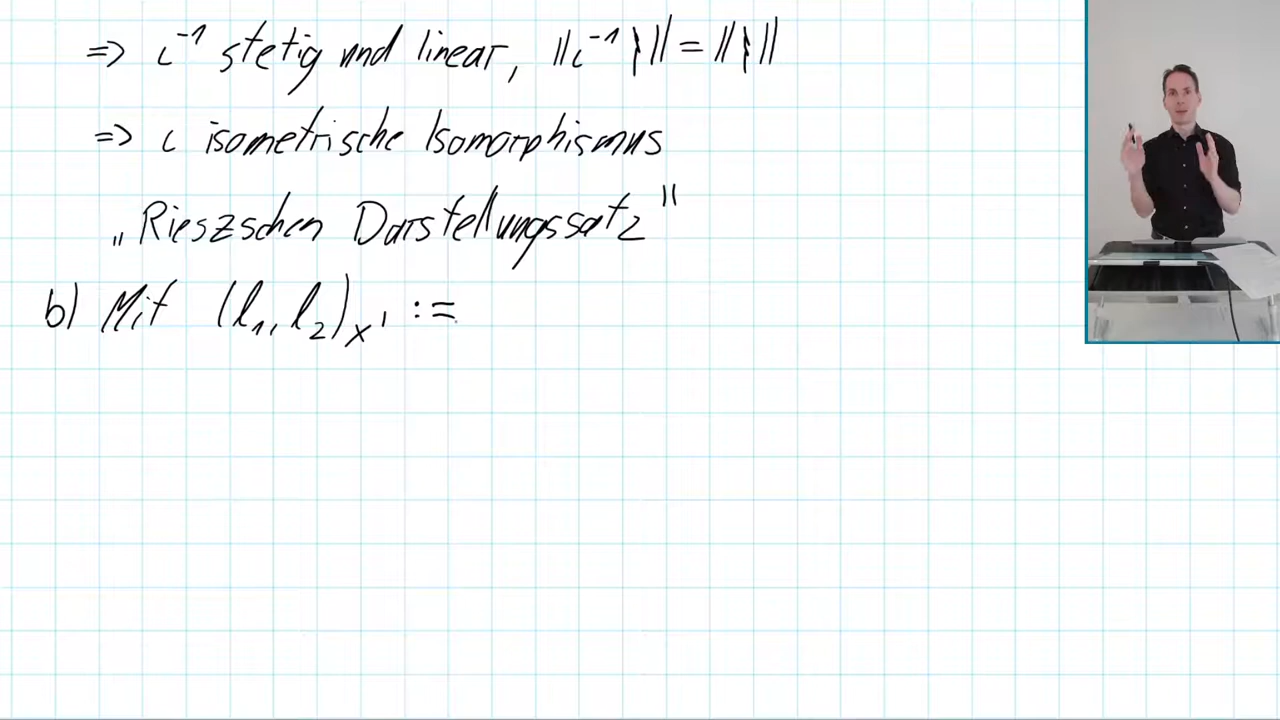 => ι⁻¹ stetig und linear, ||ι⁻¹ }|| = ||}||
=> ι isometrische Isomorphismus
„Rieszschen Darstellungssatz"
b) Mit (l₁, l₂)ₓ' :=